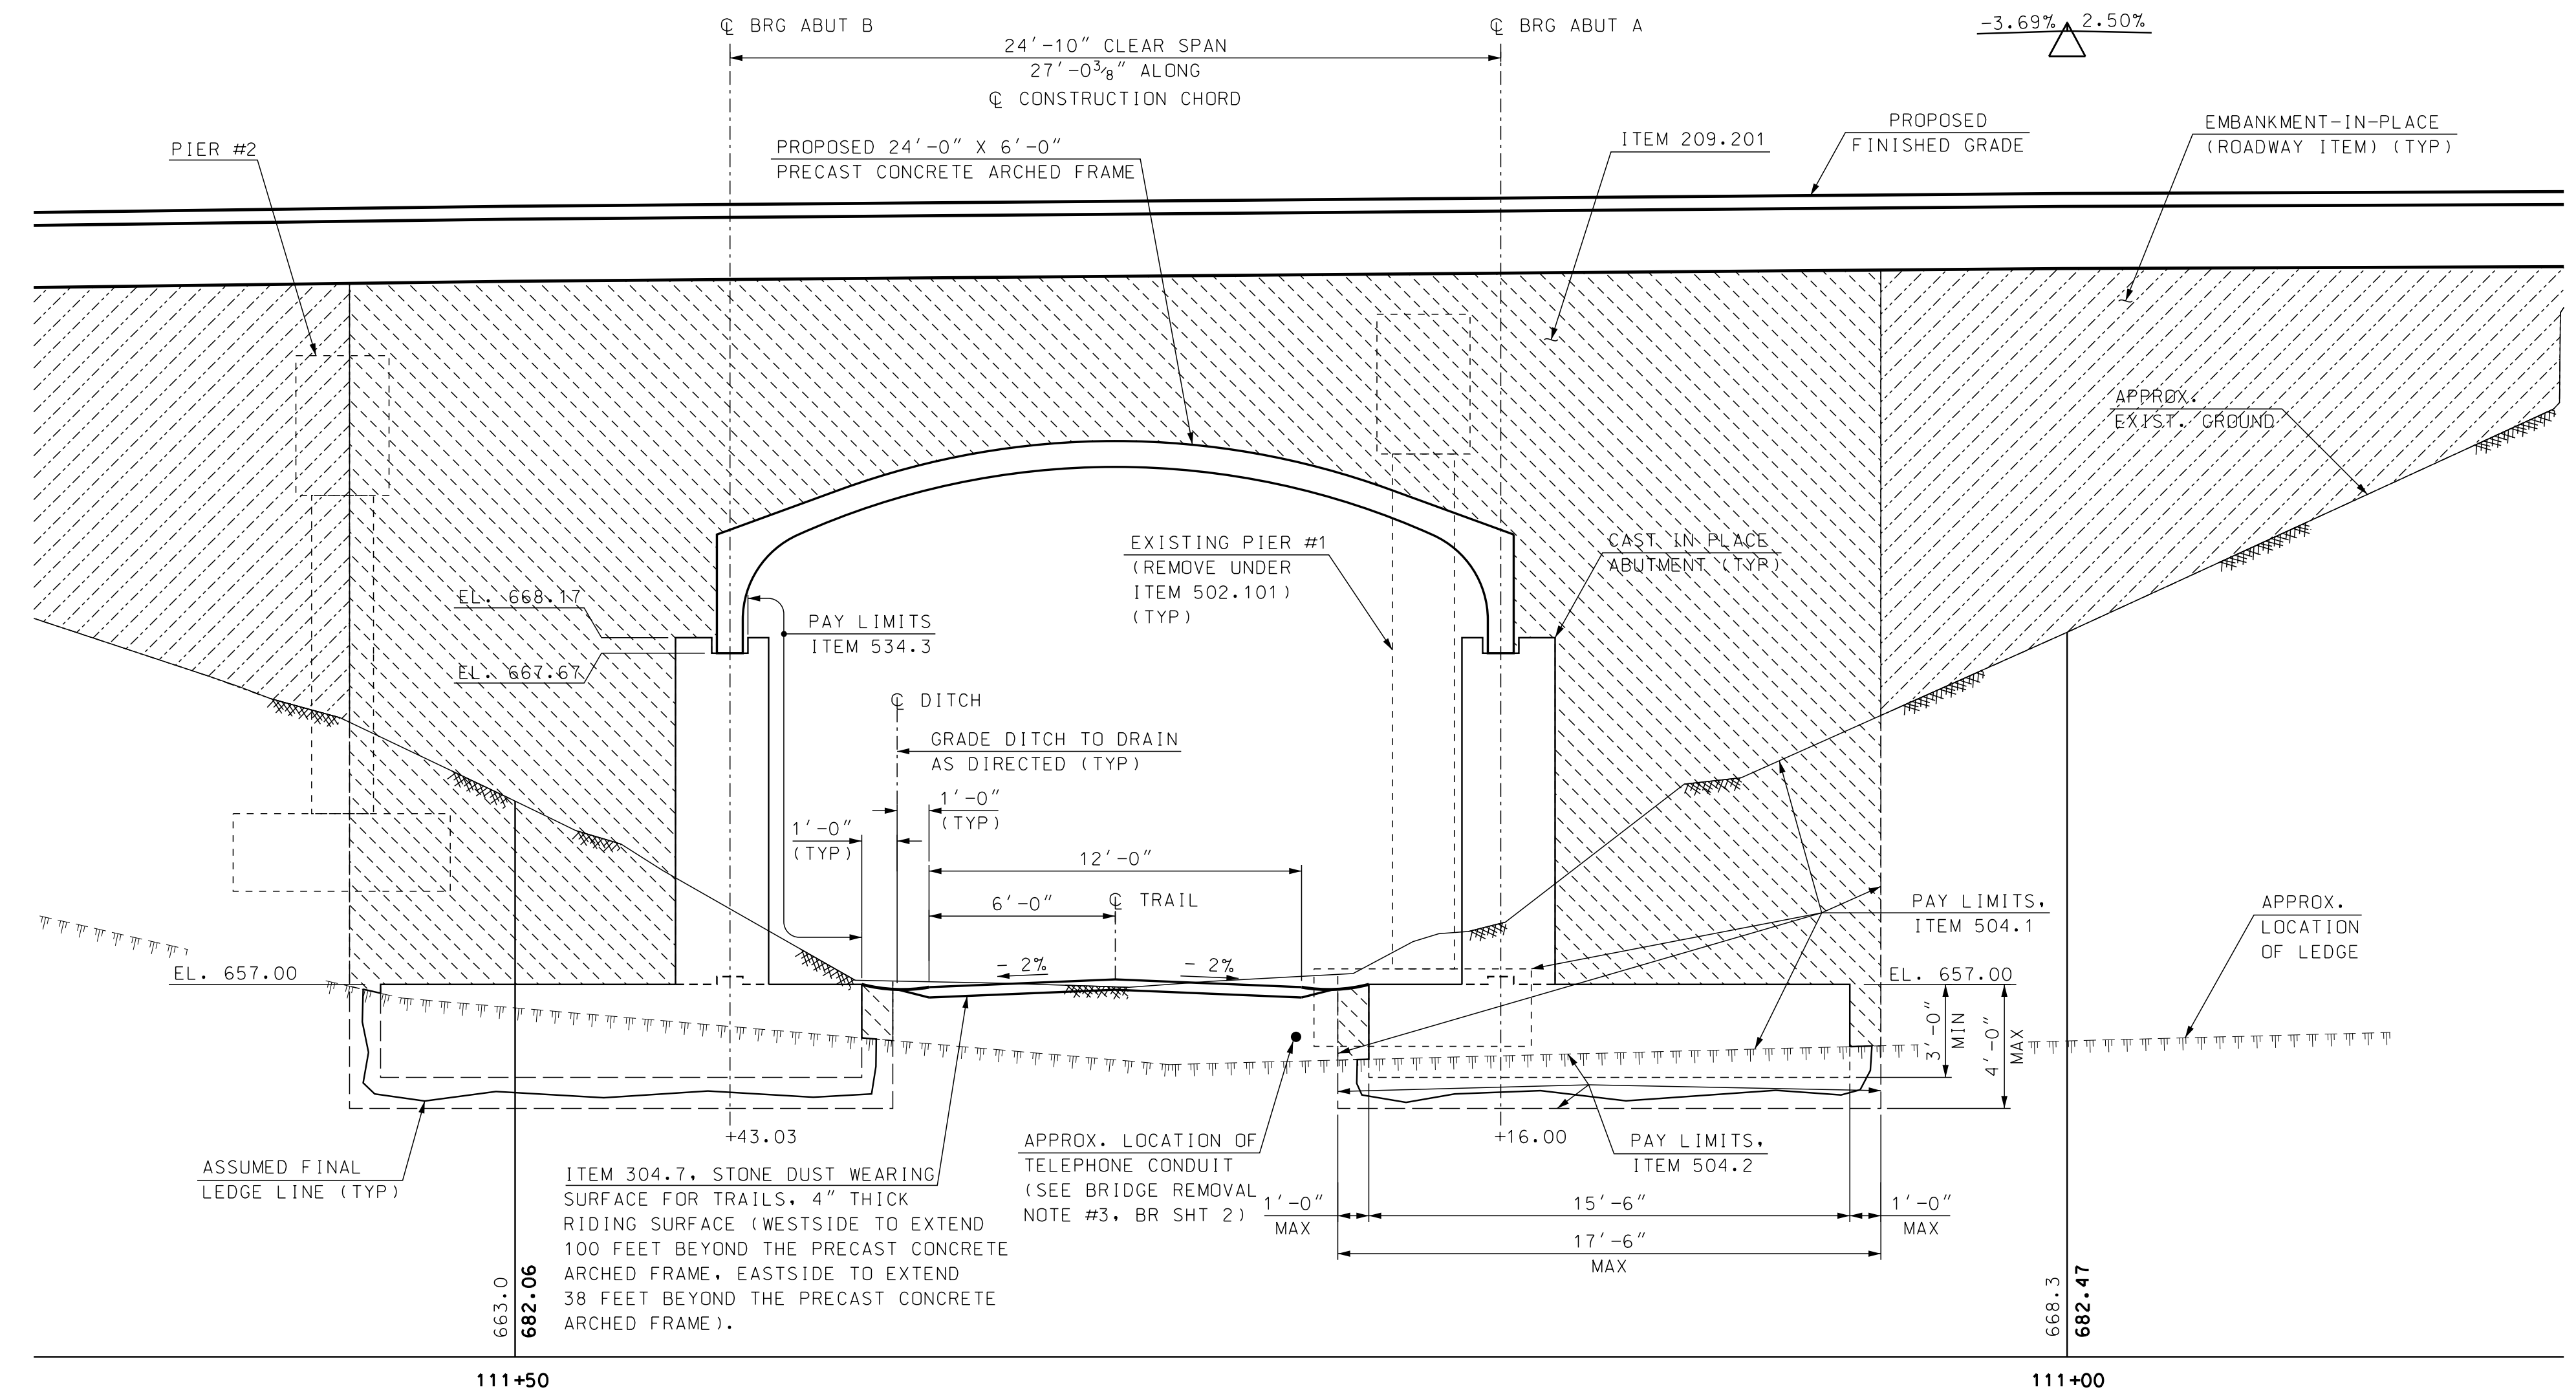 ℄ BRG ABUT B
℄ BRG ABUT A
-3.69% 2.50%
24'-10" CLEAR SPAN
27'-0⅜" ALONG
℄ CONSTRUCTION CHORD
PIER #2
PROPOSED 24'-0" X 6'-0"
PRECAST CONCRETE ARCHED FRAME
ITEM 209.201
PROPOSED
FINISHED GRADE
EMBANKMENT-IN-PLACE
(ROADWAY ITEM) (TYP)
APPROX.
EXIST. GROUND
EXISTING PIER #1
(REMOVE UNDER
ITEM 502.101)
(TYP)
CAST IN PLACE
ABUTMENT (TYP)
EL. 668.17
EL. 667.67
PAY LIMITS
ITEM 534.3
℄ DITCH
GRADE DITCH TO DRAIN
AS DIRECTED (TYP)
1'-0"
(TYP)
1'-0"
(TYP)
12'-0"
6'-0"
℄ TRAIL
- 2%
- 2%
PAY LIMITS,
ITEM 504.1
APPROX.
LOCATION
OF LEDGE
EL. 657.00
EL. 657.00
3'-0"
MIN
4'-0"
MAX
+43.03
+16.00
ASSUMED FINAL
LEDGE LINE (TYP)
ITEM 304.7, STONE DUST WEARING
SURFACE FOR TRAILS, 4" THICK
RIDING SURFACE (WESTSIDE TO EXTEND
100 FEET BEYOND THE PRECAST CONCRETE
ARCHED FRAME, EASTSIDE TO EXTEND
38 FEET BEYOND THE PRECAST CONCRETE
ARCHED FRAME).
APPROX. LOCATION OF
TELEPHONE CONDUIT
(SEE BRIDGE REMOVAL
NOTE #3, BR SHT 2)
PAY LIMITS,
ITEM 504.2
1'-0"
MAX
15'-6"
1'-0"
MAX
17'-6"
MAX
663.0
682.06
668.3
682.47
111+50
111+00